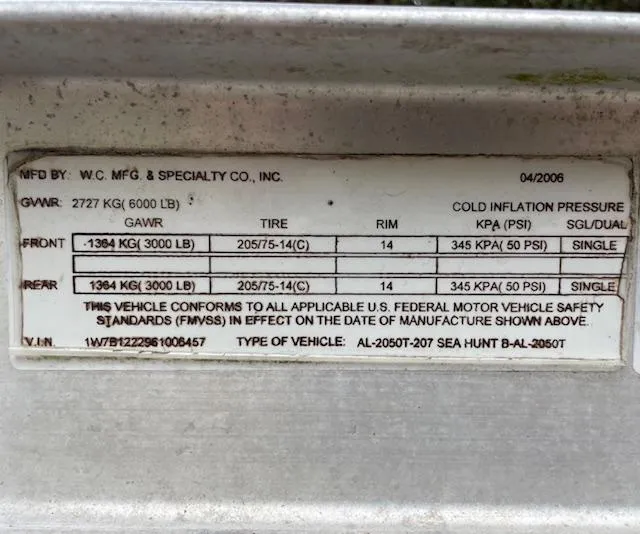 MFD BY: W.C. MFG. & SPECIALTY CO., INC. 04/2006
GVWR: 2727 KG( 6000 LB) COLD INFLATION PRESSURE
GAWR TIRE RIM KPA (PSI) SGL/DUAL
FRONT 1364 KG( 3000 LB) 205/75-14(C) 14 345 KPA( 50 PSI) SINGLE
REAR 1364 KG( 3000 LB) 205/75-14(C) 14 345 KPA( 50 PSI) SINGLE
THIS VEHICLE CONFORMS TO ALL APPLICABLE U.S. FEDERAL MOTOR VEHICLE SAFETY
STANDARDS (FMVSS) IN EFFECT ON THE DATE OF MANUFACTURE SHOWN ABOVE.
V.I.N. 1W7B1222961006457 TYPE OF VEHICLE: AL-2050T-207 SEA HUNT B-AL-2050T